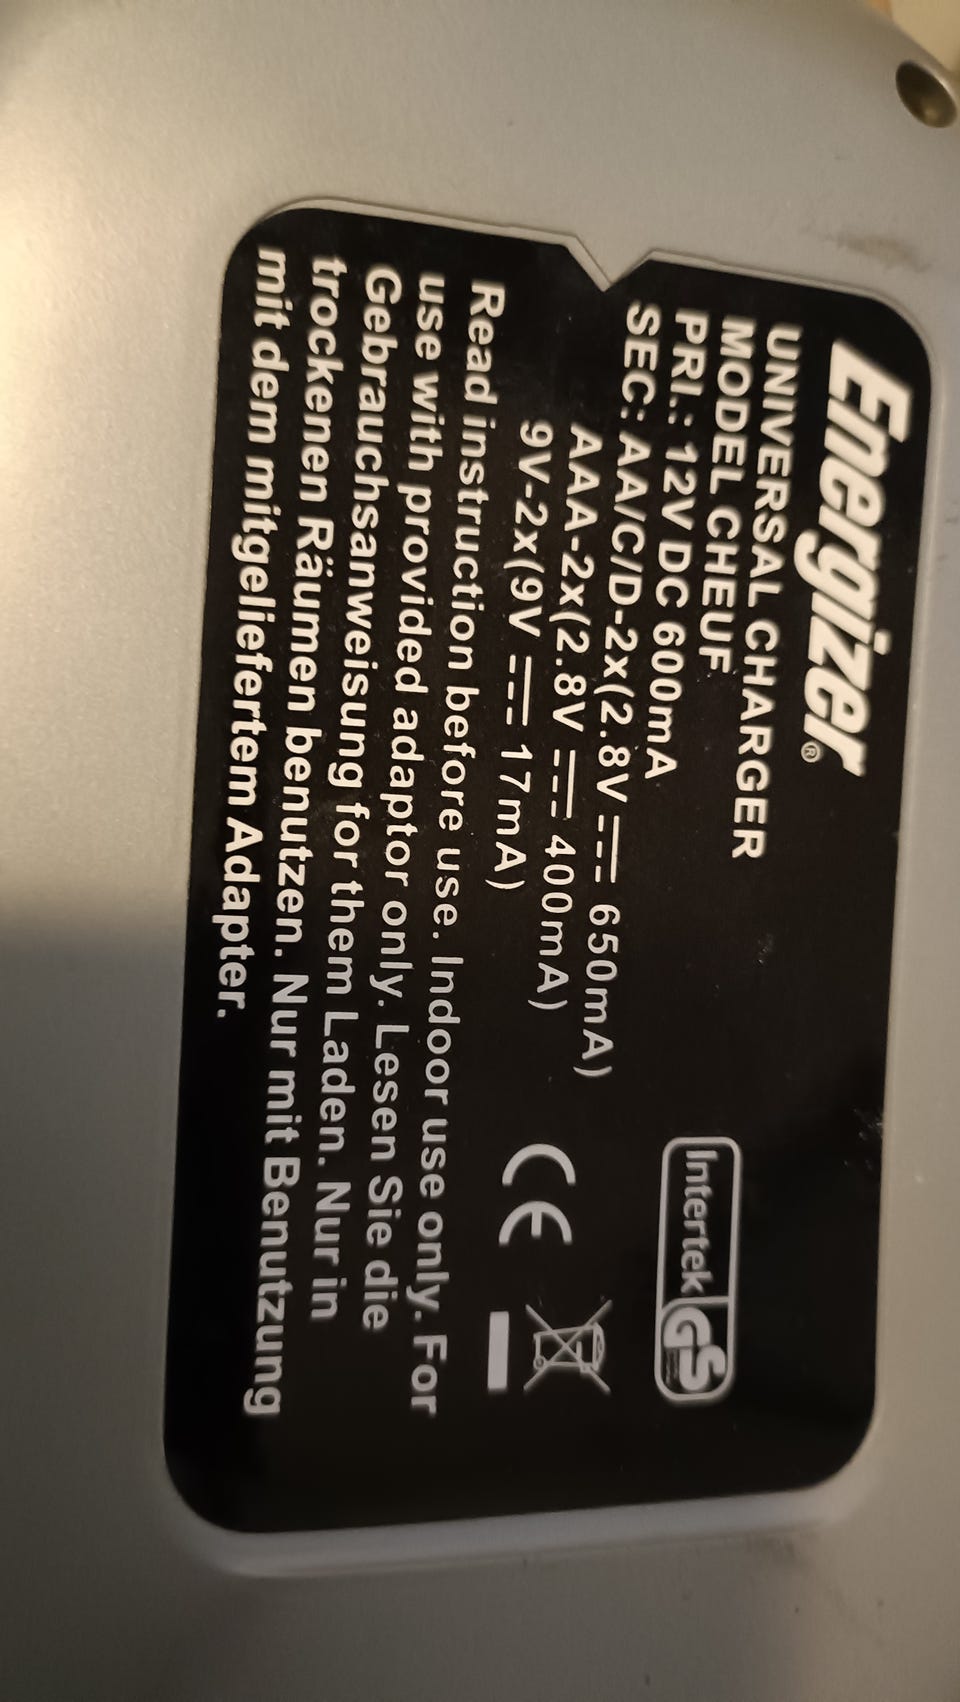 Energizer®
UNIVERSAL CHARGER
MODEL CHEUF
PRI.: 12V DC 600mA
SEC: AA/C/D-2x(2.8V ⎓ 650mA)
AAA-2x(2.8V ⎓ 400mA)
9V-2x(9V ⎓ 17mA)
Intertek GS
CE
Read instruction before use. Indoor use only. For
use with provided adaptor only. Lesen Sie die
Gebrauchsanweisung for them Laden. Nur in
trockenen Räumen benutzen. Nur mit Benutzung
mit dem mitgeliefertem Adapter.